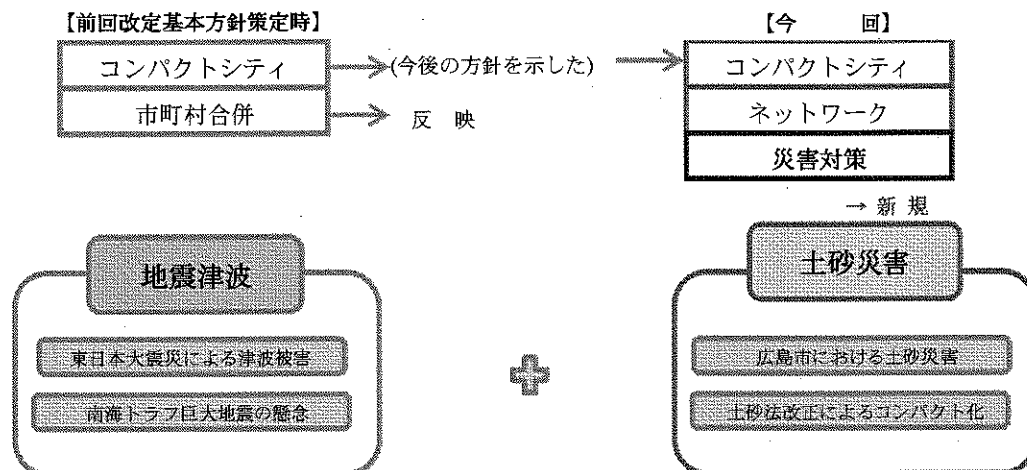 【前回改定基本方針策定時】
コンパクトシティ
(今後の方針を示した)
市町村合併
反 映
【今 回】
コンパクトシティ
ネットワーク
災害対策
→ 新 規
地震津波
東日本大震災による津波被害
南海トラフ巨大地震の懸念
土砂災害
広島市における土砂災害
土砂法改正によるコンパクト化